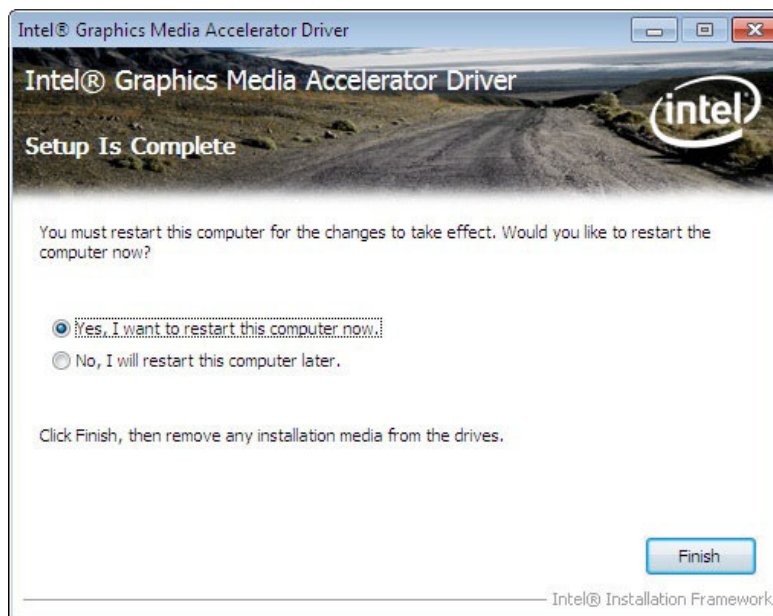 Intel® Graphics Media Accelerator Driver
Intel® Graphics Media Accelerator Driver
intel
Setup Is Complete
You must restart this computer for the changes to take effect. Would you like to restart the
computer now?
Yes, I want to restart this computer now.
No, I will restart this computer later.
Click Finish, then remove any installation media from the drives.
Finish
Intel® Installation Framework